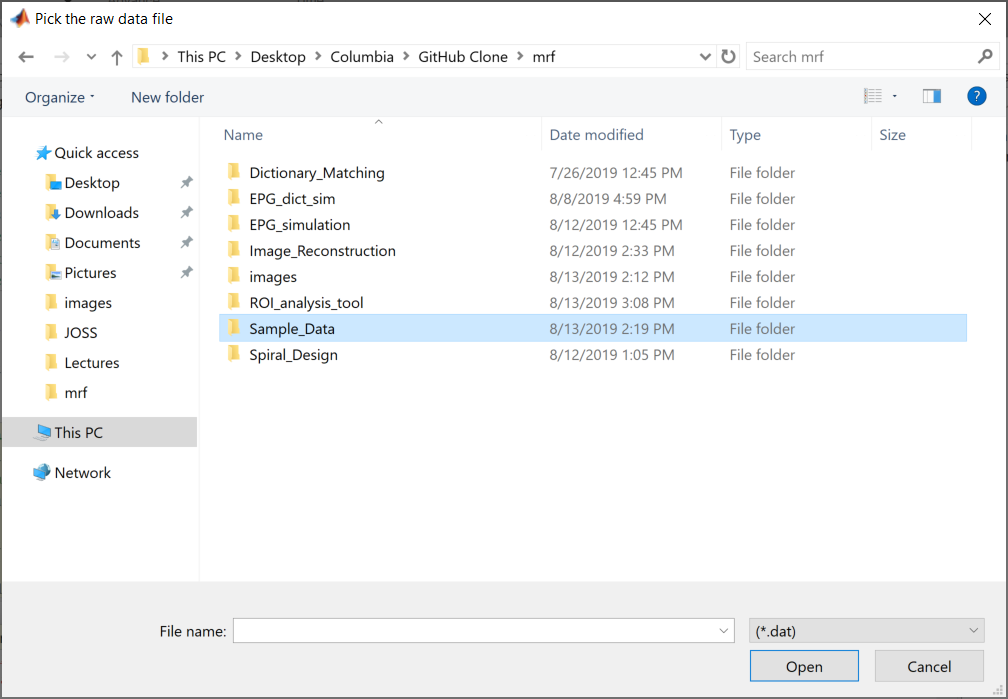 Pick the raw data file
This PC > Desktop > Columbia > GitHub Clone > mrf
Search mrf
Organize
New folder
?
Name Date modified Type Size
Quick access
Desktop
Downloads
Documents
Pictures
images
JOSS
Lectures
mrf
This PC
Network
Dictionary_Matching 7/26/2019 12:45 PM File folder
EPG_dict_sim 8/8/2019 4:59 PM File folder
EPG_simulation 8/12/2019 12:45 PM File folder
Image_Reconstruction 8/12/2019 2:33 PM File folder
images 8/13/2019 2:12 PM File folder
ROI_analysis_tool 8/13/2019 3:08 PM File folder
Sample_Data 8/13/2019 2:19 PM File folder
Spiral_Design 8/12/2019 1:05 PM File folder
File name:
(*.dat)
Open
Cancel